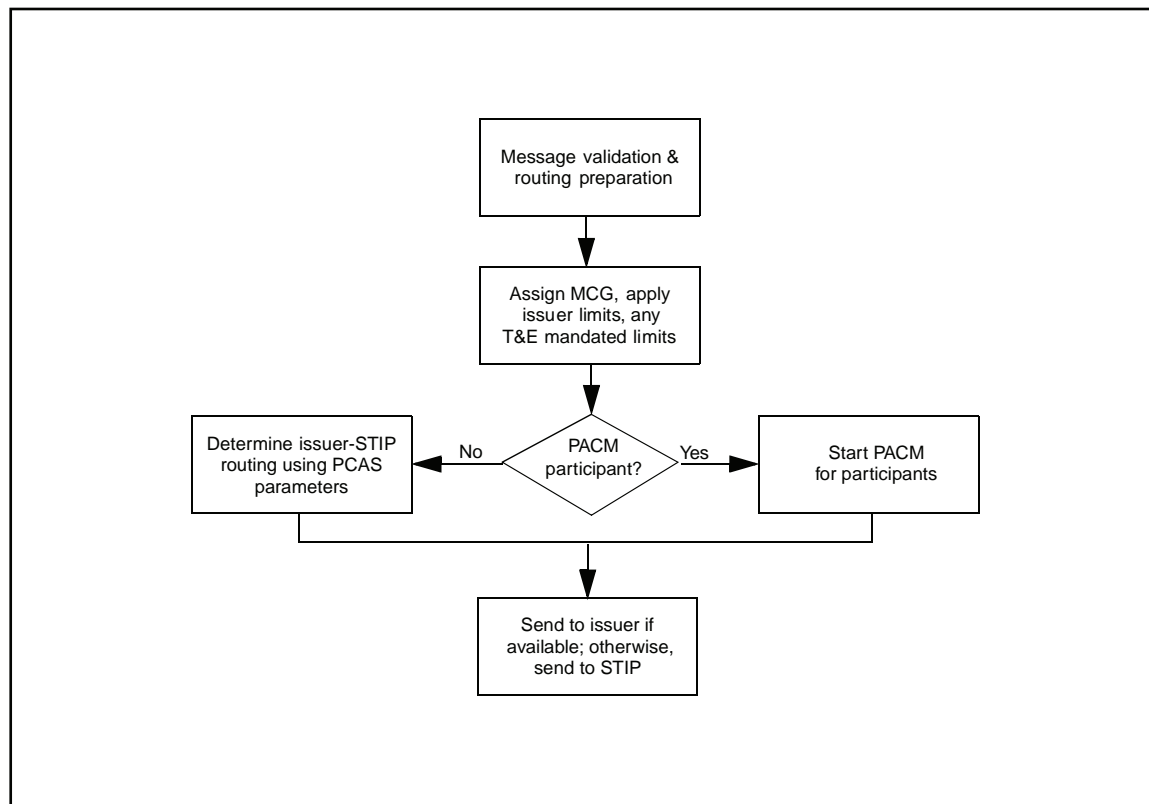 Message validation &
routing preparation
Assign MCG, apply
issuer limits, any
T&E mandated limits
Determine issuer-STIP
routing using PCAS
parameters
No
PACM
participant?
Yes
Start PACM
for participants
Send to issuer if
available; otherwise,
send to STIP